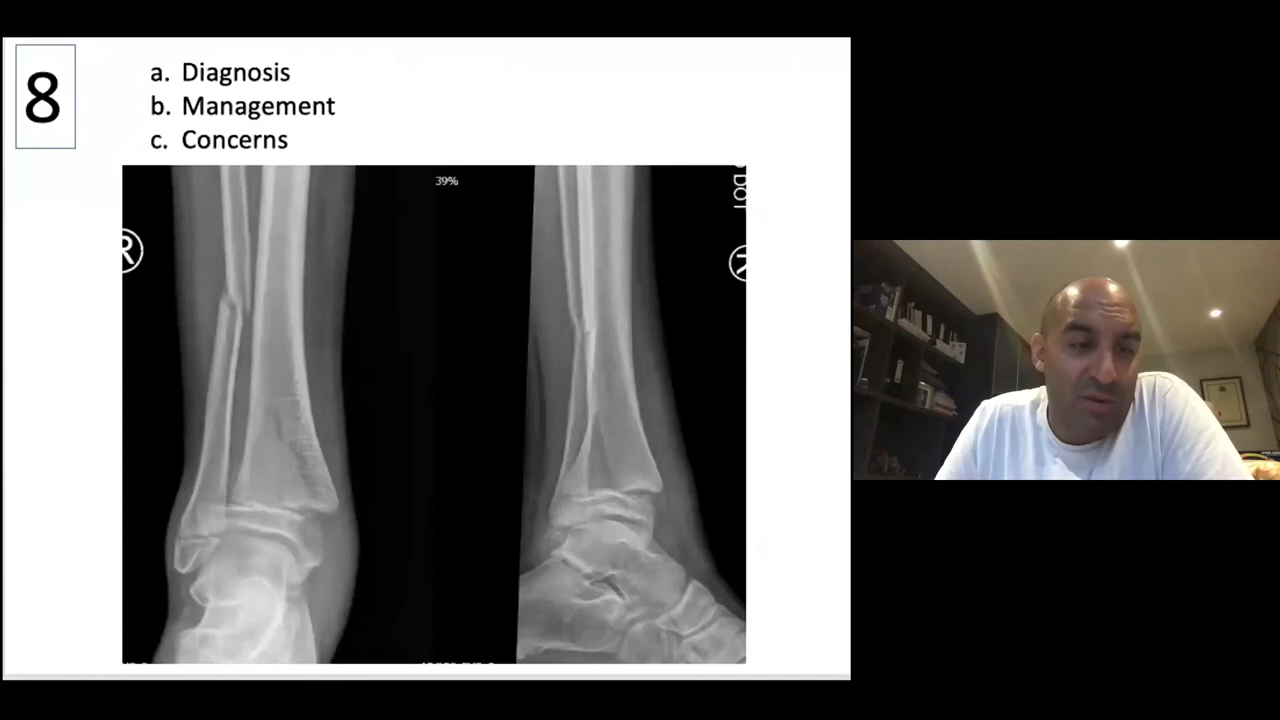 8
a. Diagnosis
b. Management
c. Concerns
39%
R